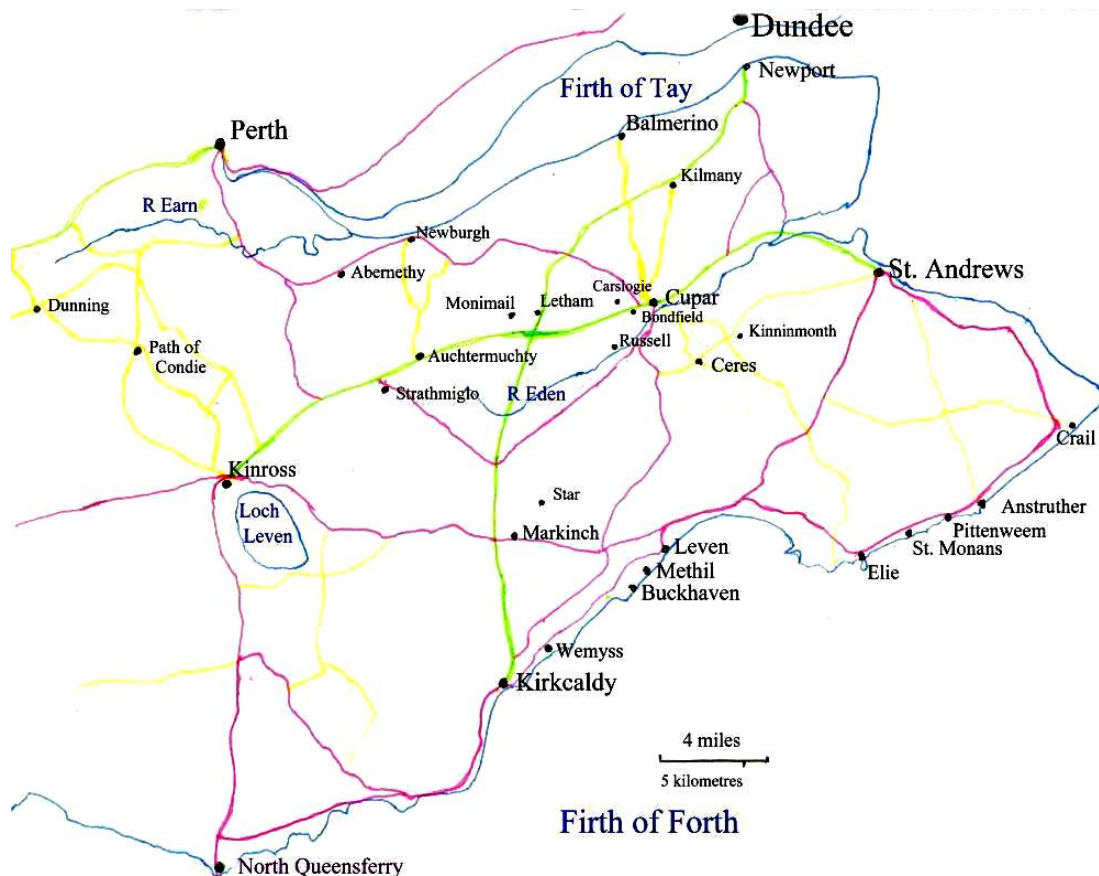 Dundee
Newport
Firth of Tay
Balmerino
Perth
Kilmany
R Earn
Newburgh
Abernethy
St. Andrews
Carslogie
Cupar
Dunning
Monimail
Letham
Bondfield
Kinninmonth
Russell
Path of
Condie
Auchtermuchty
Ceres
Strathmiglo
R Eden
Crail
Kinross
Star
Loch
Leven
Anstruther
Pittenweem
Markinch
St. Monans
Leven
Elie
Methil
Buckhaven
Wemyss
Kirkcaldy
4 miles
5 kilometres
Firth of Forth
North Queensferry